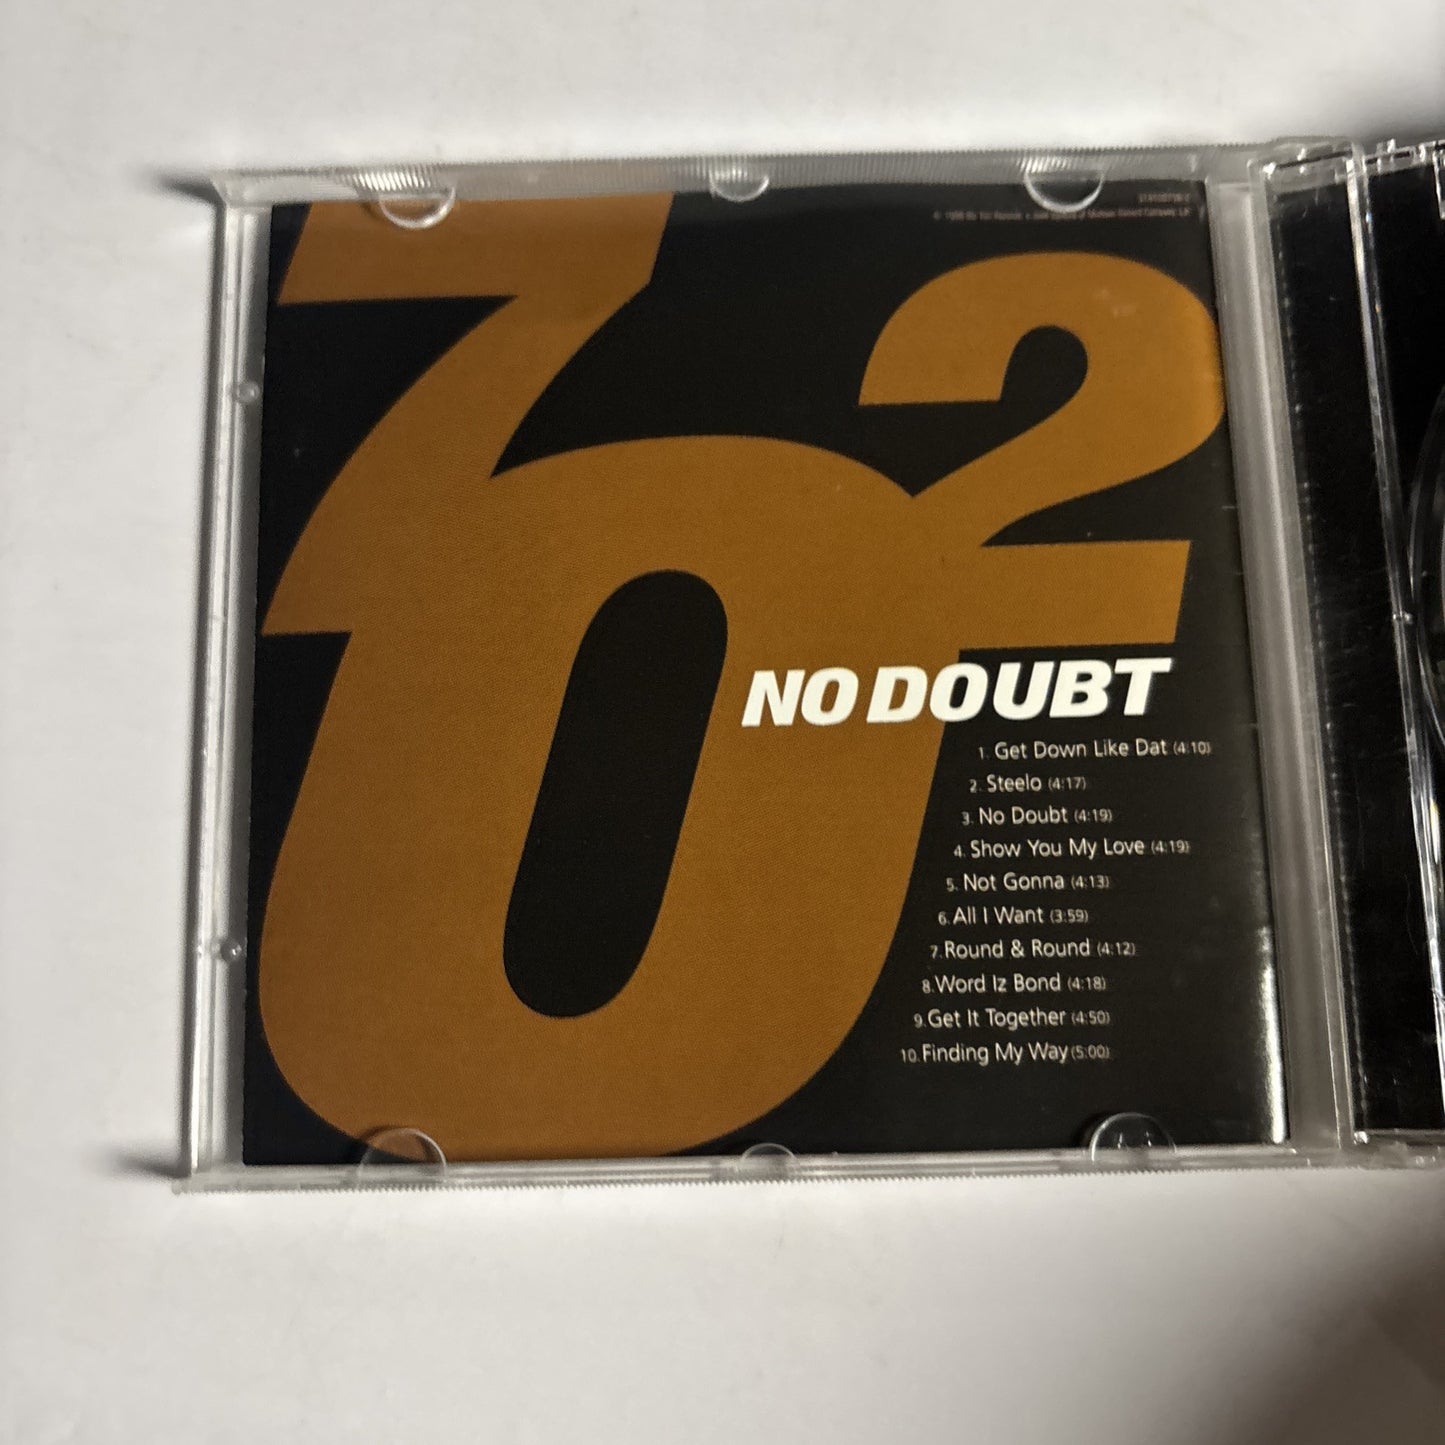 702
NO DOUBT
1. Get Down Like Dat (4:10)
2. Steelo (4:17)
3. No Doubt (4:19)
4. Show You My Love (4:19)
5. Not Gonna (4:13)
6. All I Want (3:59)
7. Round & Round (4:12)
8. Word Iz Bond (4:18)
9. Get It Together (4:50)
10. Finding My Way (5:00)